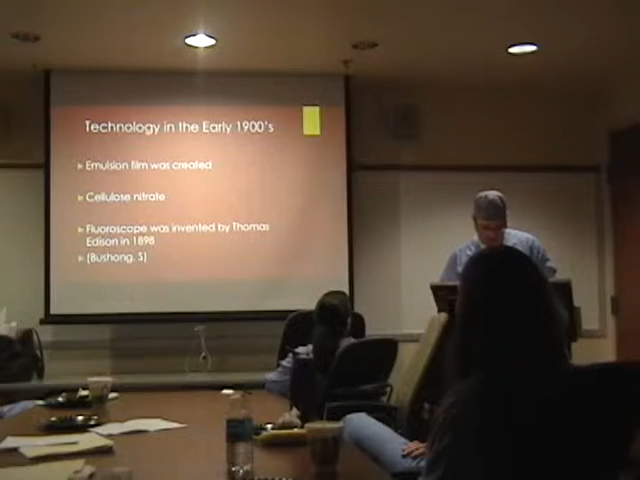 Technology in the Early 1900's
Emulsion film was created
Cellulose nitrate
Fluoroscope was invented by Thomas
Edison in 1898
(Bushong, S)